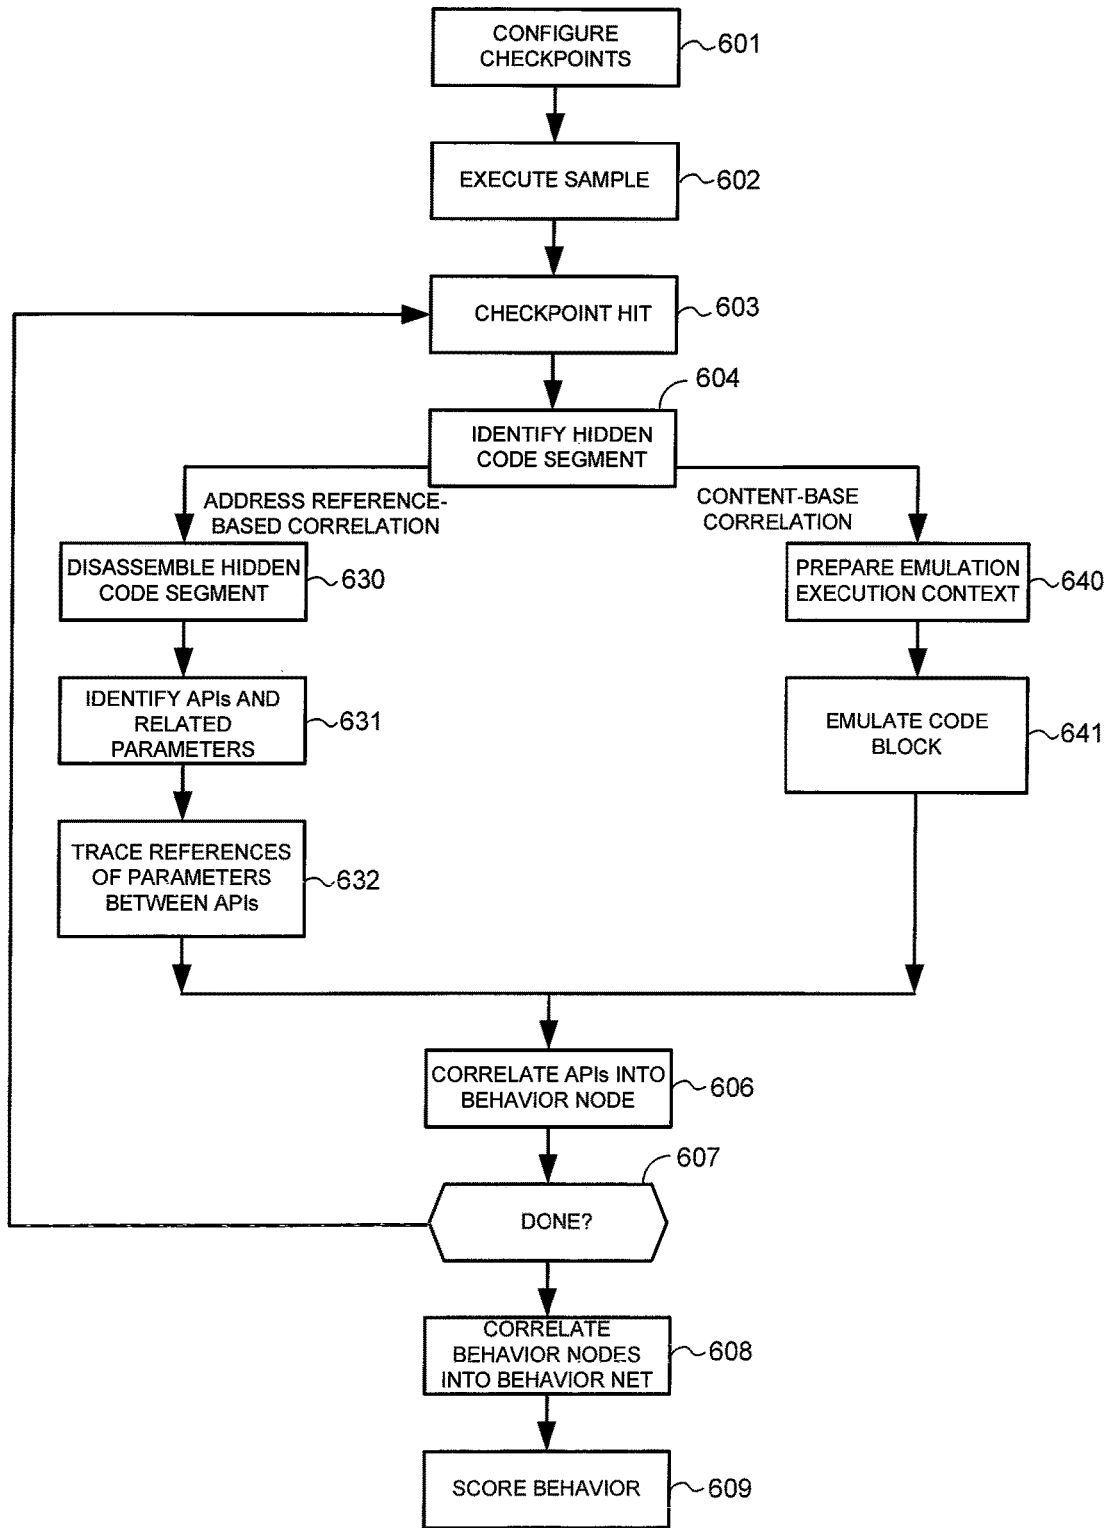 CONFIGURE
CHECKPOINTS
601
EXECUTE SAMPLE
602
CHECKPOINT HIT
603
604
IDENTIFY HIDDEN
CODE SEGMENT
ADDRESS REFERENCE-
BASED CORRELATION
CONTENT-BASE
CORRELATION
DISASSEMBLE HIDDEN
CODE SEGMENT
630
PREPARE EMULATION
EXECUTION CONTEXT
640
IDENTIFY APIs AND
RELATED
PARAMETERS
631
EMULATE CODE
BLOCK
641
TRACE REFERENCES
OF PARAMETERS
BETWEEN APIs
632
CORRELATE APIs INTO
BEHAVIOR NODE
606
607
DONE?
CORRELATE
BEHAVIOR NODES
INTO BEHAVIOR NET
608
SCORE BEHAVIOR
609